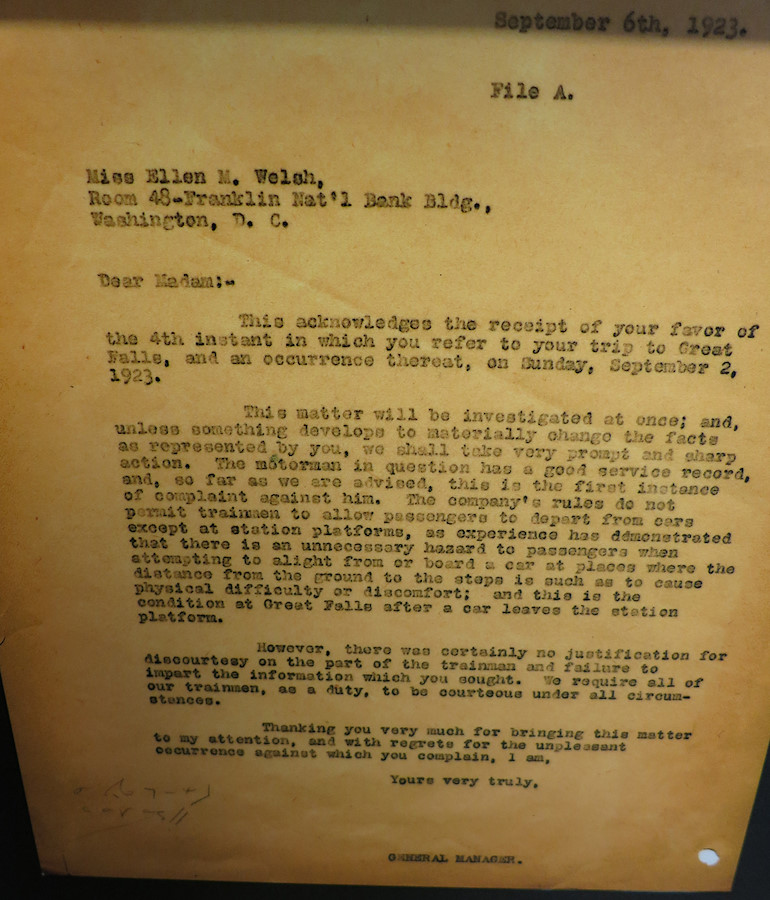 September 6th, 1923.
File A.
Miss Ellen M. Welsh,
Room 48-Franklin Nat'l Bank Bldg.,
Washington, D. C.
Dear Madam:-
This acknowledges the receipt of your favor of
the 4th instant in which you refer to your trip to Great
Falls, and an occurrence thereat, on Sunday, September 2,
1923.
This matter will be investigated at once; and,
unless something develops to materially change the facts
as represented by you, we shall take very prompt and sharp
action. The motorman in question has a good service record,
and, so far as we are advised, this is the first instance
of complaint against him. The company's rules do not
permit trainmen to allow passengers to depart from cars
except at station platforms, as experience has demonstrated
that there is an unnecessary hazard to passengers when
attempting to alight from or board a car at places where the
distance from the ground to the steps is such as to cause
physical difficulty or discomfort; and this is the
condition at Great Falls after a car leaves the station
platform.
However, there was certainly no justification for
discourtesy on the part of the trainman and failure to
impart the information which you sought. We require all of
our trainmen, as a duty, to be courteous under all circum-
stances.
Thanking you very much for bringing this matter
to my attention, and with regrets for the unpleasant
occurrence against which you complain, I am,
Yours very truly,
GENERAL MANAGER.